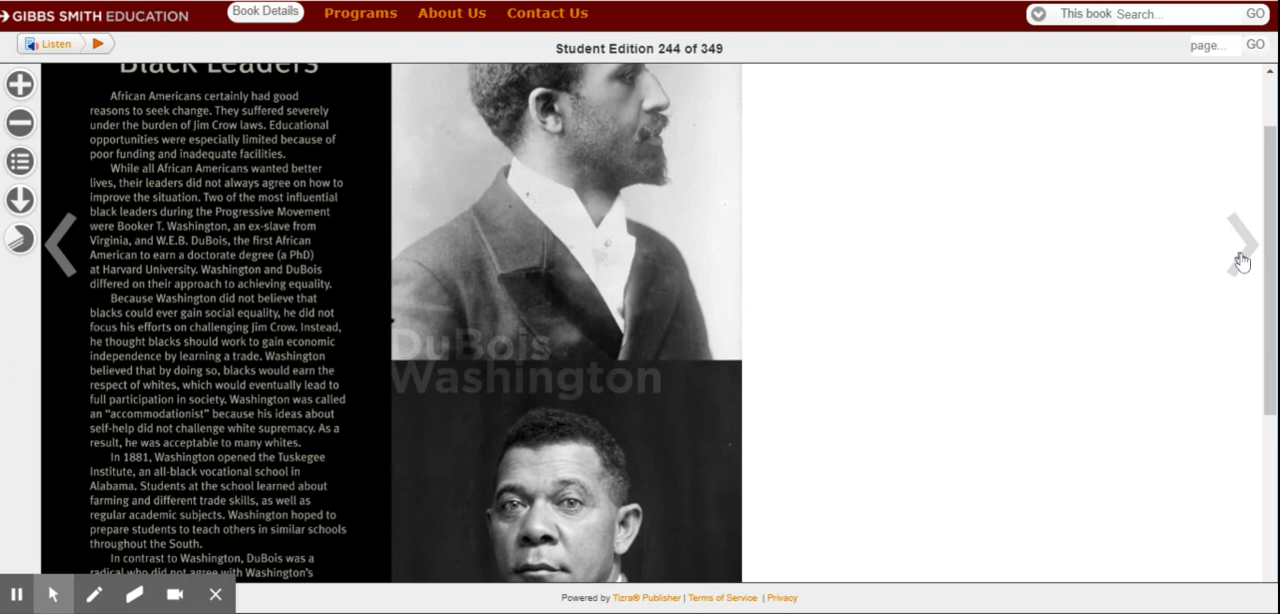 GIBBS SMITH EDUCATION
Book Details
Programs
About Us
Contact Us
This book Search... GO
Listen
Student Edition 244 of 349
page... GO
Black Leaders
African Americans certainly had good
reasons to seek change. They suffered severely
under the burden of Jim Crow laws. Educational
opportunities were especially limited because of
poor funding and inadequate facilities.
While all African Americans wanted better
lives, their leaders did not always agree on how to
improve the situation. Two of the most influential
black leaders during the Progressive Movement
were Booker T. Washington, an ex-slave from
Virginia, and W.E.B. DuBois, the first African
American to earn a doctorate degree (a PhD)
at Harvard University. Washington and DuBois
differed on their approach to achieving equality.
Because Washington did not believe that
blacks could ever gain social equality, he did not
focus his efforts on challenging Jim Crow. Instead,
he thought blacks should work to gain economic
independence by learning a trade. Washington
believed that by doing so, blacks would earn the
respect of whites, which would eventually lead to
full participation in society. Washington was called
an “accommodationist” because his ideas about
self-help did not challenge white supremacy. As a
result, he was acceptable to many whites.
In 1881, Washington opened the Tuskegee
Institute, an all-black vocational school in
Alabama. Students at the school learned about
farming and different trade skills, as well as
regular academic subjects. Washington hoped to
prepare students to teach others in similar schools
throughout the South.
In contrast to Washington, DuBois was a
radical who did not agree with Washington's
DuBois
Washington
Powered by Tizra® Publisher | Terms of Service | Privacy